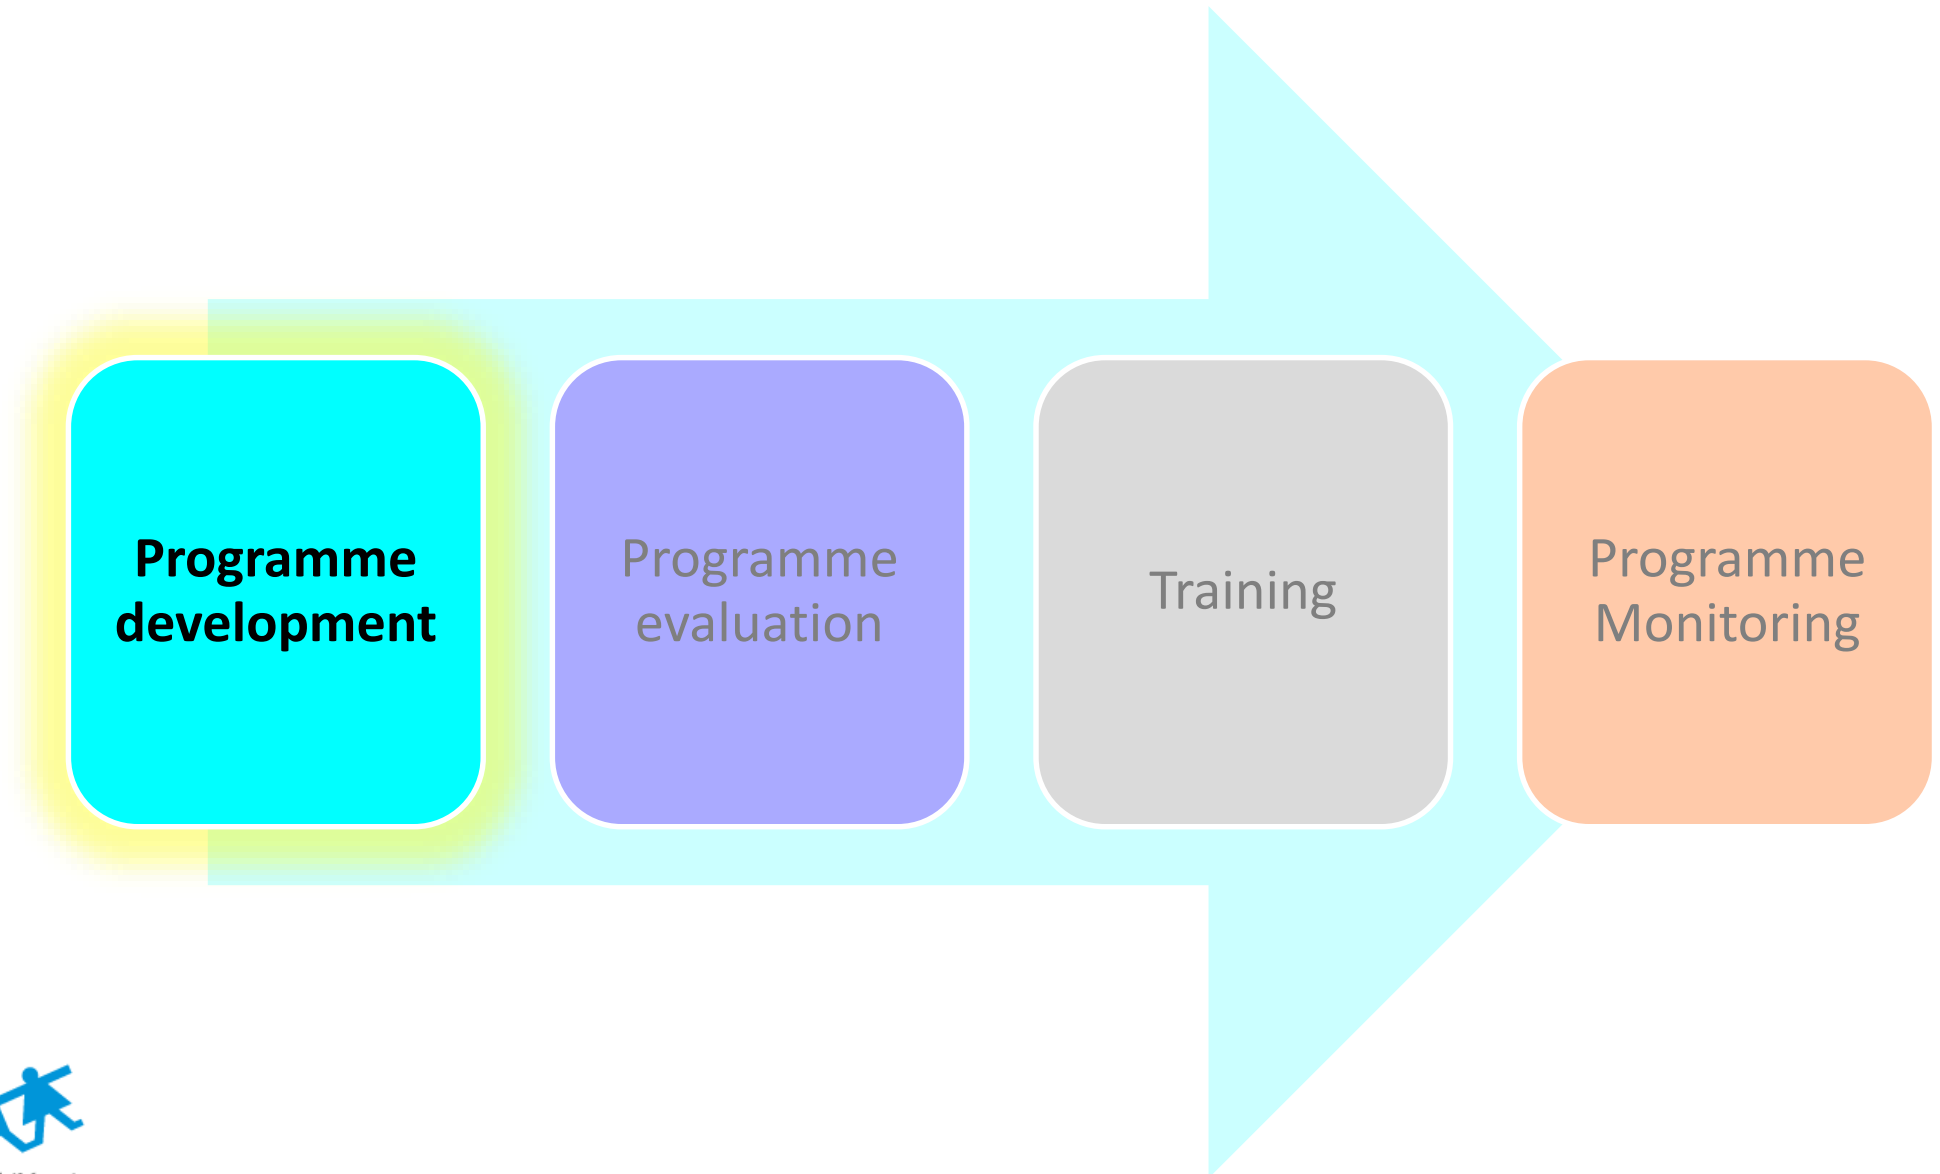 Programme
development
Programme
evaluation
Training
Programme
Monitoring